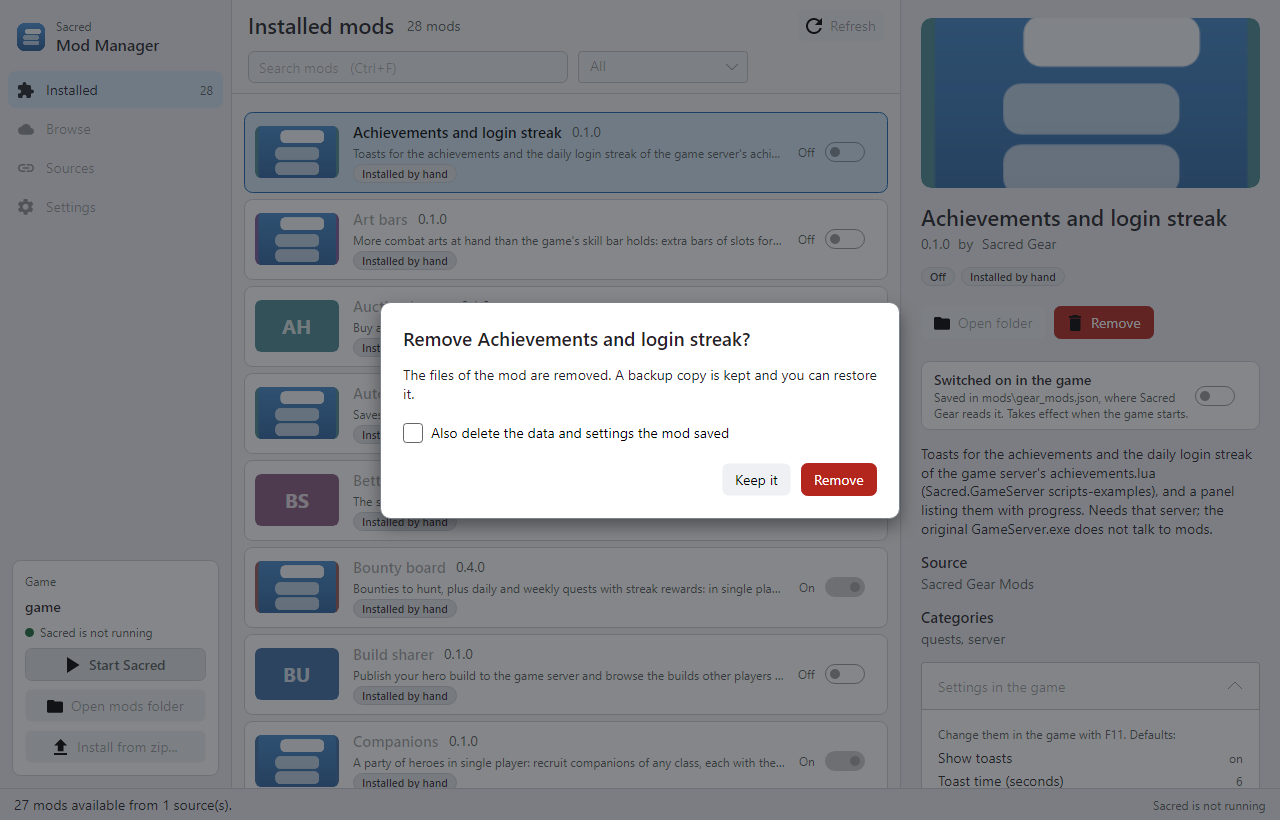 Sacred
Mod Manager
Installed 28
Browse
Sources
Settings
Game
game
Sacred is not running
Start Sacred
Open mods folder
Install from zip...
Installed mods 28 mods
Refresh
Search mods (Ctrl+F)
All
Achievements and login streak 0.1.0
Toasts for the achievements and the daily login streak of the game server's achi...
Installed by hand
Off
Art bars 0.1.0
More combat arts at hand than the game's skill bar holds: extra bars of slots for...
Installed by hand
Off
AH
Buy
BS
The
Installed by hand
Bounty board 0.4.0
Bounties to hunt, plus daily and weekly quests with streak rewards: in single pla...
Installed by hand
On
BU
Build sharer 0.1.0
Publish your hero build to the game server and browse the builds other players ...
Installed by hand
Off
Companions 0.1.0
A party of heroes in single player: recruit companions of any class, each with the...
Installed by hand
On
Remove Achievements and login streak?
The files of the mod are removed. A backup copy is kept and you can restore
it.
Also delete the data and settings the mod saved
Keep it
Remove
Achievements and login streak
0.1.0 by Sacred Gear
Off
Installed by hand
Open folder
Remove
Switched on in the game
Saved in mods\gear_mods.json, where Sacred
Gear reads it. Takes effect when the game starts.
Toasts for the achievements and the daily login streak
of the game server's achievements.lua
(Sacred.GameServer scripts-examples), and a panel
listing them with progress. Needs that server; the
original GameServer.exe does not talk to mods.
Source
Sacred Gear Mods
Categories
quests, server
Settings in the game
Change them in the game with F11. Defaults:
Show toasts on
Toast time (seconds) 6
27 mods available from 1 source(s).
Sacred is not running